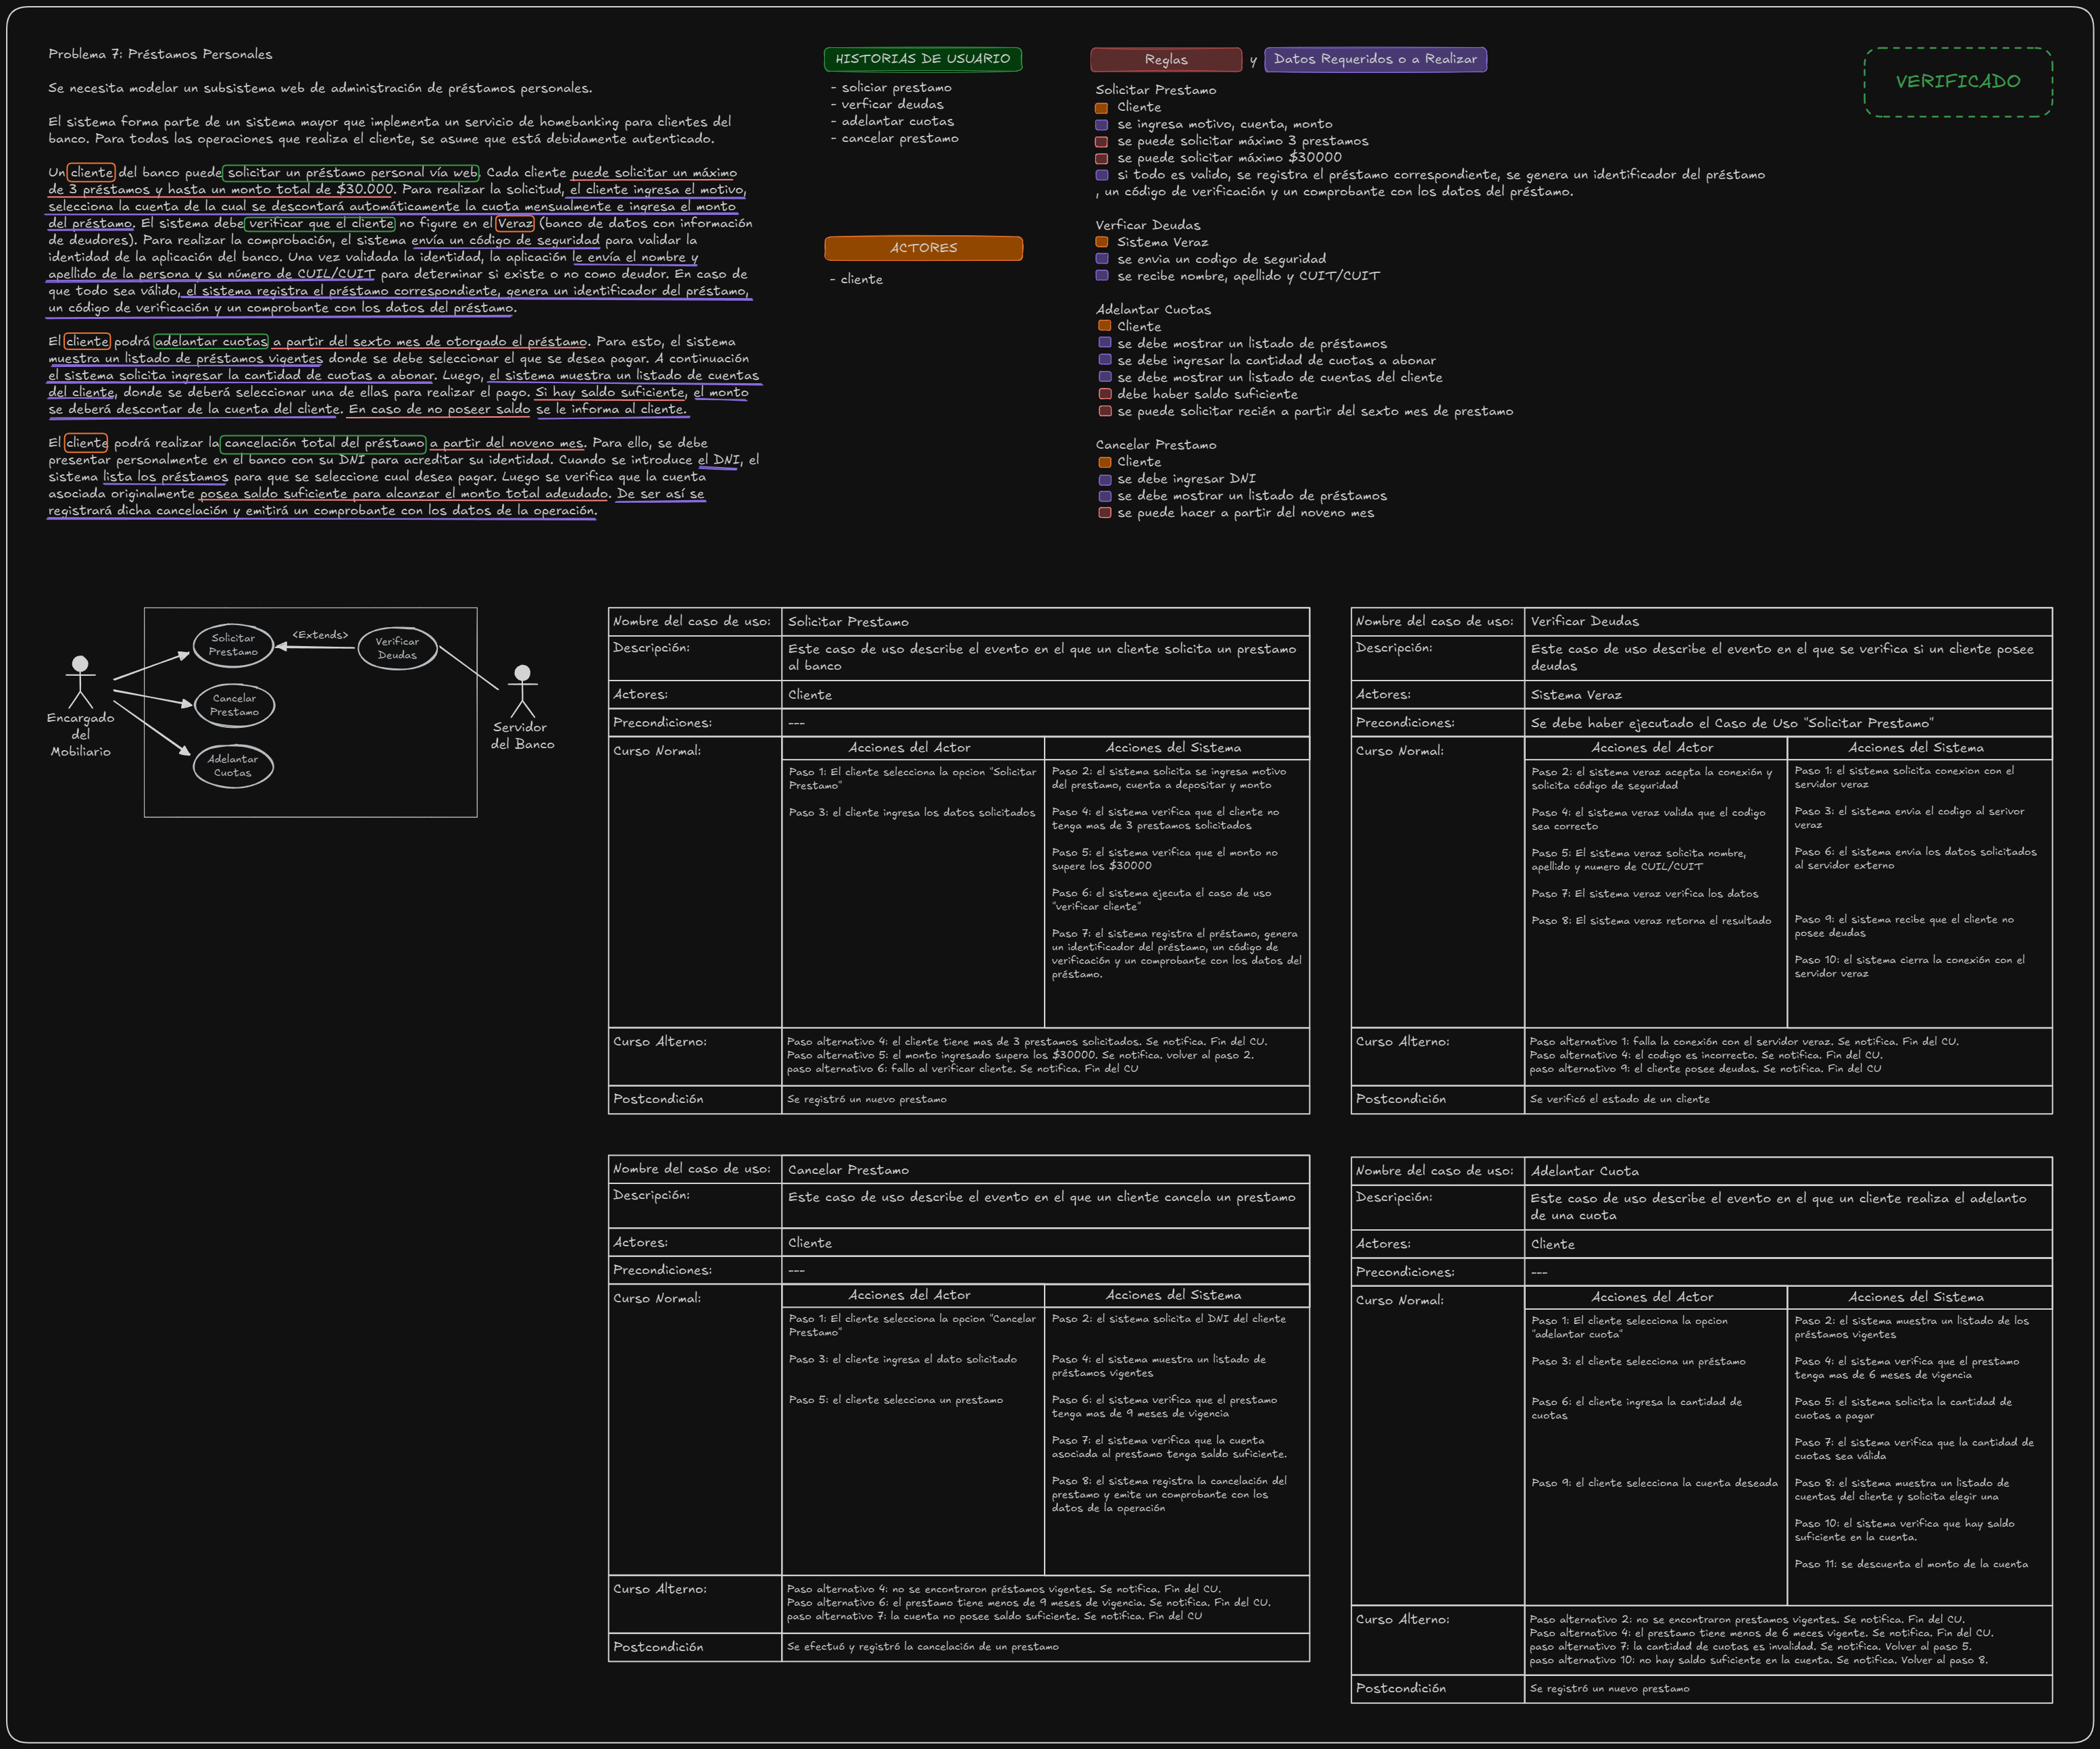 Problema 7: Préstamos Personales
Se necesita modelar un subsistema web de administración de préstamos personales.
El sistema forma parte de un sistema mayor que implementa un servicio de homebanking para clientes del
banco. Para todas las operaciones que realiza el cliente, se asume que está debidamente autenticado.
Un cliente del banco puede solicitar un préstamo personal vía web. Cada cliente puede solicitar un máximo
de 3 préstamos y hasta un monto total de $30.000. Para realizar la solicitud, el cliente ingresa el motivo,
selecciona la cuenta de la cual se descontará automáticamente la cuota mensualmente e ingresa el monto
del préstamo. El sistema debe verificar que el cliente no figure en el Veraz (banco de datos con información
de deudores). Para realizar la comprobación, el sistema envía un código de seguridad para validar la
identidad de la aplicación del banco. Una vez validada la identidad, la aplicación le envía el nombre y
apellido de la persona y su número de CUIL/CUIT para determinar si existe o no como deudor. En caso de
que todo sea válido, el sistema registra el préstamo correspondiente, genera un identificador del préstamo,
un código de verificación y un comprobante con los datos del préstamo.
El cliente podrá adelantar cuotas a partir del sexto mes de otorgado el préstamo. Para esto, el sistema
muestra un listado de préstamos vigentes donde se debe seleccionar el que se desea pagar. A continuación
el sistema solicita ingresar la cantidad de cuotas a abonar. Luego, el sistema muestra un listado de cuentas
del cliente, donde se deberá seleccionar una de ellas para realizar el pago. Si hay saldo suficiente, el monto
se deberá descontar de la cuenta del cliente. En caso de no poseer saldo se le informa al cliente.
El cliente podrá realizar la cancelación total del préstamo a partir del noveno mes. Para ello, se debe
presentar personalmente en el banco con su DNI para acreditar su identidad. Cuando se introduce el DNI, el
sistema lista los préstamos para que se seleccione cual desea pagar. Luego se verifica que la cuenta
asociada originalmente posea saldo suficiente para alcanzar el monto total adeudado. De ser así se
registrará dicha cancelación y emitirá un comprobante con los datos de la operación.
HISTORIAS DE USUARIO
- soliciar prestamo
- verficar deudas
- adelantar cuotas
- cancelar prestamo
ACTORES
- cliente
Reglas y Datos Requeridos o a Realizar
Solicitar Prestamo
Cliente
se ingresa motivo, cuenta, monto
se puede solicitar máximo 3 prestamos
se puede solicitar máximo $30000
si todo es valido, se registra el préstamo correspondiente, se genera un identificador del préstamo
, un código de verificación y un comprobante con los datos del préstamo.
Verficar Deudas
Sistema Veraz
se envia un codigo de seguridad
se recibe nombre, apellido y CUIT/CUIT
Adelantar Cuotas
Cliente
se debe mostrar un listado de préstamos
se debe ingresar la cantidad de cuotas a abonar
se debe mostrar un listado de cuentas del cliente
debe haber saldo suficiente
se puede solicitar recién a partir del sexto mes de prestamo
Cancelar Prestamo
Cliente
se debe ingresar DNI
se debe mostrar un listado de préstamos
se puede hacer a partir del noveno mes
VERIFICADO
Solicitar
Prestamo
<Extends>
Verificar
Deudas
Cancelar
Prestamo
Adelantar
Cuotas
Encargado
del
Mobiliario
Servidor
del Banco
Nombre del caso de uso: Solicitar Prestamo
Descripción: Este caso de uso describe el evento en el que un cliente solicita un prestamo
al banco
Actores: Cliente
Precondiciones: ---
Curso Normal: Acciones del Actor Acciones del Sistema
Paso 1: El cliente selecciona la opcion "Solicitar
Prestamo"
Paso 3: el cliente ingresa los datos solicitados
Paso 2: el sistema solicita se ingresa motivo
del prestamo, cuenta a depositar y monto
Paso 4: el sistema verifica que el cliente no
tenga mas de 3 prestamos solicitados
Paso 5: el sistema verifica que el monto no
supere los $30000
Paso 6: el sistema ejecuta el caso de uso
"verificar cliente"
Paso 7: el sistema registra el préstamo, genera
un identificador del préstamo, un código de
verificación y un comprobante con los datos del
préstamo.
Curso Alterno: Paso alternativo 4: el cliente tiene mas de 3 prestamos solicitados. Se notifica. Fin del CU.
Paso alternativo 5: el monto ingresado supera los $30000. Se notifica. volver al paso 2.
paso alternativo 6: fallo al verificar cliente. Se notifica. Fin del CU
Postcondición Se registró un nuevo prestamo
Nombre del caso de uso: Verificar Deudas
Descripción: Este caso de uso describe el evento en el que se verifica si un cliente posee
deudas
Actores: Sistema Veraz
Precondiciones: Se debe haber ejecutado el Caso de Uso "Solicitar Prestamo"
Curso Normal: Acciones del Actor Acciones del Sistema
Paso 2: el sistema veraz acepta la conexión y
solicita código de seguridad
Paso 4: el sistema veraz valida que el codigo
sea correcto
Paso 5: El sistema veraz solicita nombre,
apellido y numero de CUIL/CUIT
Paso 7: El sistema veraz verifica los datos
Paso 8: El sistema veraz retorna el resultado
Paso 1: el sistema solicita conexion con el
servidor veraz
Paso 3: el sistema envia el codigo al serivor
veraz
Paso 6: el sistema envia los datos solicitados
al servidor externo
Paso 9: el sistema recibe que el cliente no
posee deudas
Paso 10: el sistema cierra la conexión con el
servidor veraz
Curso Alterno: Paso alternativo 1: falla la conexión con el servidor veraz. Se notifica. Fin del CU.
Paso alternativo 4: el codigo es incorrecto. Se notifica. Fin del CU.
paso alternativo 9: el cliente posee deudas. Se notifica. Fin del CU
Postcondición Se verificó el estado de un cliente
Nombre del caso de uso: Cancelar Prestamo
Descripción: Este caso de uso describe el evento en el que un cliente cancela un prestamo
Actores: Cliente
Precondiciones: ---
Curso Normal: Acciones del Actor Acciones del Sistema
Paso 1: El cliente selecciona la opcion "Cancelar
Prestamo"
Paso 3: el cliente ingresa el dato solicitado
Paso 5: el cliente selecciona un prestamo
Paso 2: el sistema solicita el DNI del cliente
Paso 4: el sistema muestra un listado de
préstamos vigentes
Paso 6: el sistema verifica que el prestamo
tenga mas de 9 meses de vigencia
Paso 7: el sistema verifica que la cuenta
asociada al prestamo tenga saldo suficiente.
Paso 8: el sistema registra la cancelación del
prestamo y emite un comprobante con los
datos de la operación
Curso Alterno: Paso alternativo 4: no se encontraron préstamos vigentes. Se notifica. Fin del CU.
Paso alternativo 6: el prestamo tiene menos de 9 meses de vigencia. Se notifica. Fin del CU.
paso alternativo 7: la cuenta no posee saldo suficiente. Se notifica. Fin del CU
Postcondición Se efectuó y registró la cancelación de un prestamo
Nombre del caso de uso: Adelantar Cuota
Descripción: Este caso de uso describe el evento en el que un cliente realiza el adelanto
de una cuota
Actores: Cliente
Precondiciones: ---
Curso Normal: Acciones del Actor Acciones del Sistema
Paso 1: El cliente selecciona la opcion
"adelantar cuota"
Paso 3: el cliente selecciona un préstamo
Paso 6: el cliente ingresa la cantidad de
cuotas
Paso 9: el cliente selecciona la cuenta deseada
Paso 2: el sistema muestra un listado de los
préstamos vigentes
Paso 4: el sistema verifica que el prestamo
tenga mas de 6 meses de vigencia
Paso 5: el sistema solicita la cantidad de
cuotas a pagar
Paso 7: el sistema verifica que la cantidad de
cuotas sea válida
Paso 8: el sistema muestra un listado de
cuentas del cliente y solicita elegir una
Paso 10: el sistema verifica que hay saldo
suficiente en la cuenta.
Paso 11: se descuenta el monto de la cuenta
Curso Alterno: Paso alternativo 2: no se encontraron prestamos vigentes. Se notifica. Fin del CU.
Paso alternativo 4: el prestamo tiene menos de 6 meces vigente. Se notifica. Fin del CU.
paso alternativo 7: la cantidad de cuotas es invalidad. Se notifica. Volver al paso 5.
paso alternativo 10: no hay saldo suficiente en la cuenta. Se notifica. Volver al paso 8.
Postcondición Se registró un nuevo prestamo